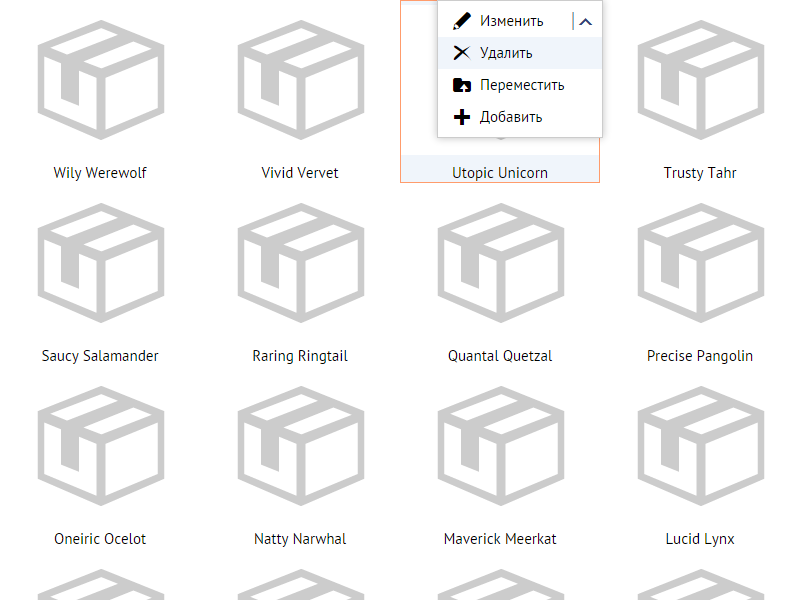 Изменить
Удалить
Переместить
Добавить
Wily Werewolf
Vivid Vervet
Utopic Unicorn
Trusty Tahr
Saucy Salamander
Raring Ringtail
Quantal Quetzal
Precise Pangolin
Oneiric Ocelot
Natty Narwhal
Maverick Meerkat
Lucid Lynx